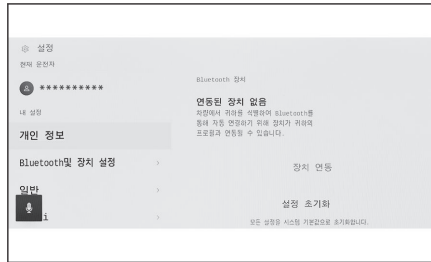 설정
현재 운전자
**********
내 설정
개인 정보
Bluetooth및 장치 설정
일반
i
Bluetooth 장치
연동된 장치 없음
차량에서 귀하를 식별하여 Bluetooth를
통해 자동 연결하기 위해 장치가 귀하의
프로필과 연동될 수 있습니다.
장치 연동
설정 초기화
모든 설정을 시스템 기본값으로 초기화합니다.